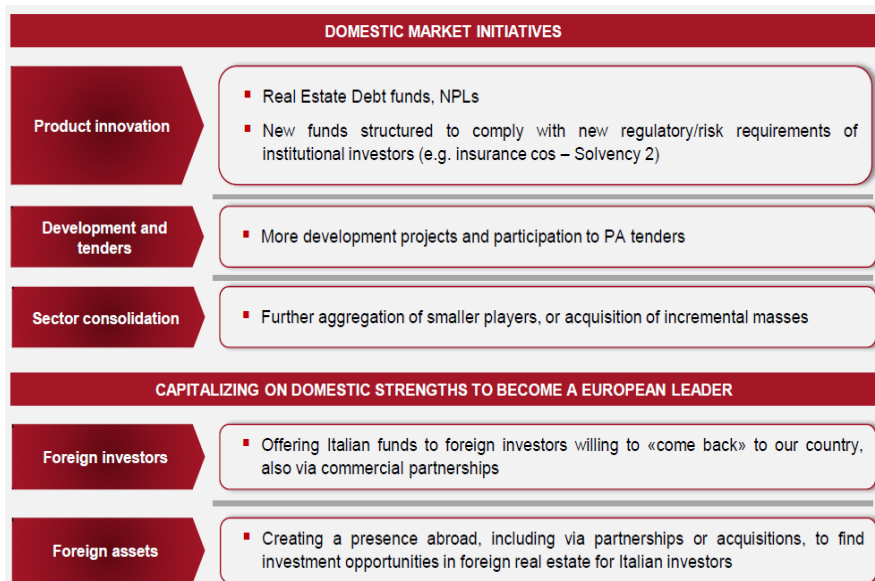 DOMESTIC MARKET INITIATIVES
Product innovation
▪ Real Estate Debt funds, NPLs
▪ New funds structured to comply with new regulatory/risk requirements of
institutional investors (e.g. insurance cos – Solvency 2)
Development and
tenders
▪ More development projects and participation to PA tenders
Sector consolidation
▪ Further aggregation of smaller players, or acquisition of incremental masses
CAPITALIZING ON DOMESTIC STRENGTHS TO BECOME A EUROPEAN LEADER
Foreign investors
▪ Offering Italian funds to foreign investors willing to «come back» to our country,
also via commercial partnerships
Foreign assets
▪ Creating a presence abroad, including via partnerships or acquisitions, to find
investment opportunities in foreign real estate for Italian investors